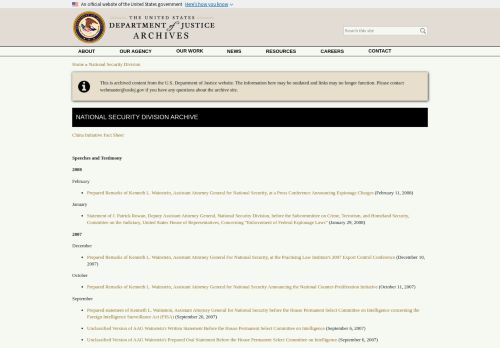 An official website of the United States government Here's how you know
THE UNITED STATES
DEPARTMENT of JUSTICE
ARCHIVES
Search this site
ABOUT OUR AGENCY OUR WORK NEWS RESOURCES CAREERS CONTACT
Home » National Security Division
This is archived content from the U.S. Department of Justice website. The information here may be outdated and links may no longer function. Please contact
webmaster@usdoj.gov if you have any questions about the archive site.
NATIONAL SECURITY DIVISION ARCHIVE
China Initiative Fact Sheet
Speeches and Testimony
2008
February
Prepared Remarks of Kenneth L. Wainstein, Assistant Attorney General for National Security, at a Press Conference Announcing Espionage Charges (February 11, 2008)
January
Statement of J. Patrick Rowan, Deputy Assistant Attorney General, National Security Division, before the Subcommittee on Crime, Terrorism, and Homeland Security,
Committee on the Judiciary, United States House of Representatives, Concerning "Enforcement of Federal Espionage Laws" (January 29, 2008)
2007
December
Prepared Remarks of Kenneth L. Wainstein, Assistant Attorney General for National Security, at the Practising Law Institute's 2007 Export Control Conference (December 10,
2007)
October
Prepared Remarks of Kenneth L. Wainstein, Assistant Attorney General for National Security Announcing the National Counter-Proliferation Initiative (October 11, 2007)
September
Prepared statement of Kenneth L. Wainstein, Assistant Attorney General for National Security before the House Permanent Select Committee on Intelligence concerning the
Foreign Intelligence Surveillance Act (FISA) (September 20, 2007)
Unclassified Version of AAG Wainstein's Written Statement Before the House Permanent Select Committee on Intelligence (September 6, 2007)
Unclassified Version of AAG Wainstein's Prepared Oral Statement Before the House Permanent Select Committee on Intelligence (September 6, 2007)